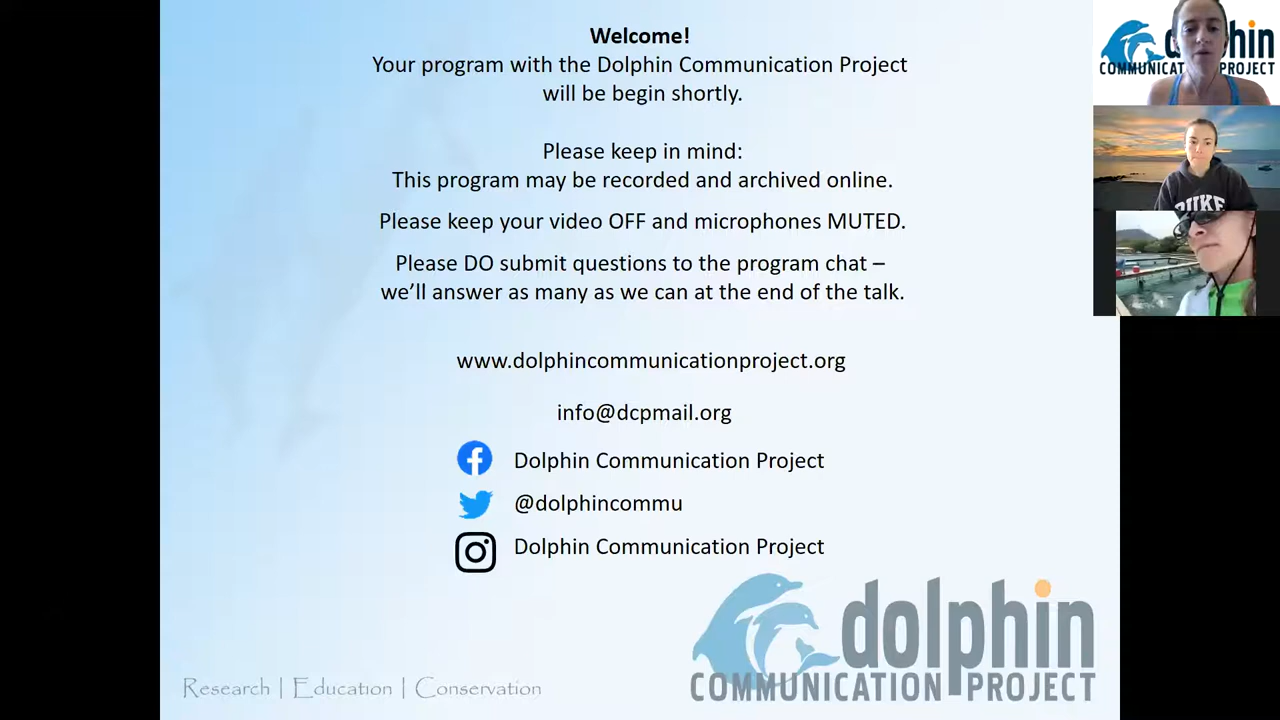 Welcome!
Your program with the Dolphin Communication Project
will be begin shortly.
Please keep in mind:
This program may be recorded and archived online.
Please keep your video OFF and microphones MUTED.
Please DO submit questions to the program chat –
we'll answer as many as we can at the end of the talk.
www.dolphincommunicationproject.org
info@dcpmail.org
Dolphin Communication Project
@dolphincommu
Dolphin Communication Project
dolphin
COMMUNICATION PROJECT
Research | Education | Conservation
PROJECT
DUKE